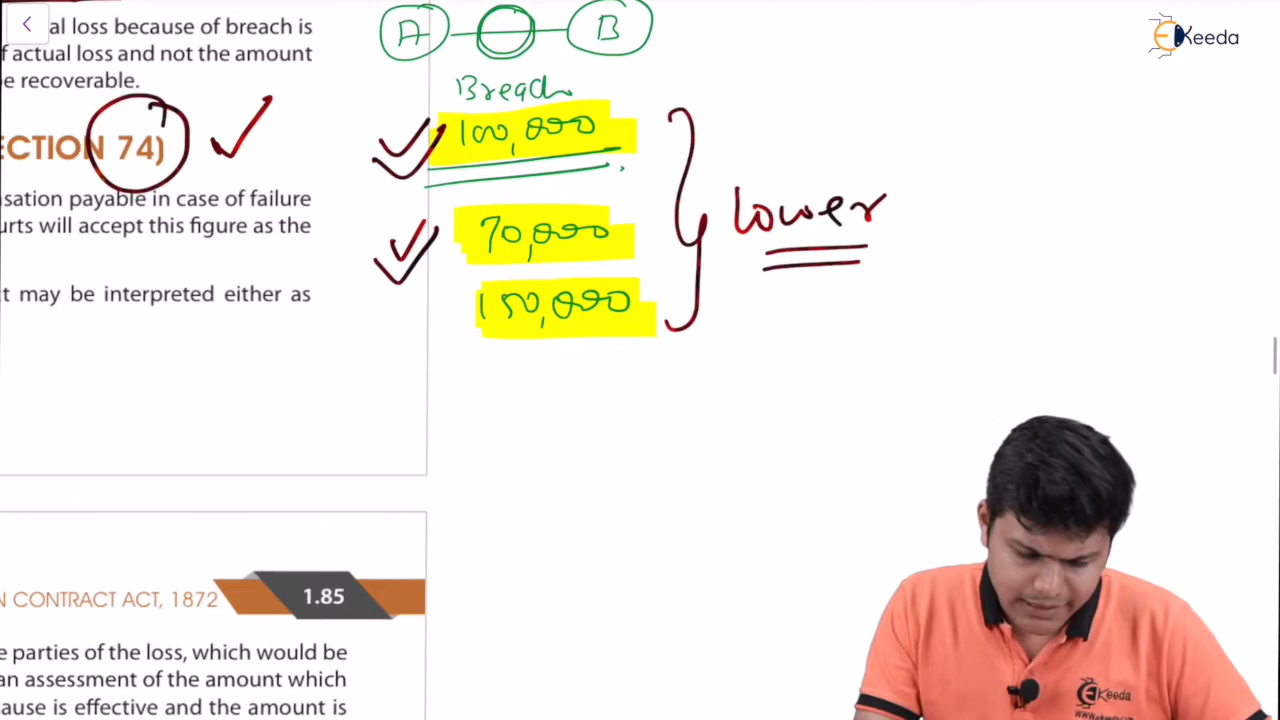 al loss because of breach is
f actual loss and not the amount
e recoverable.
ECTION 74)
sation payable in case of failure
urts will accept this figure as the
t may be interpreted either as
N CONTRACT ACT, 1872
1.85
e parties of the loss, which would be
an assessment of the amount which
ause is effective and the amount is
A
B
Breach
100,000
70,000
150,000
lower
Keeda
Keeda